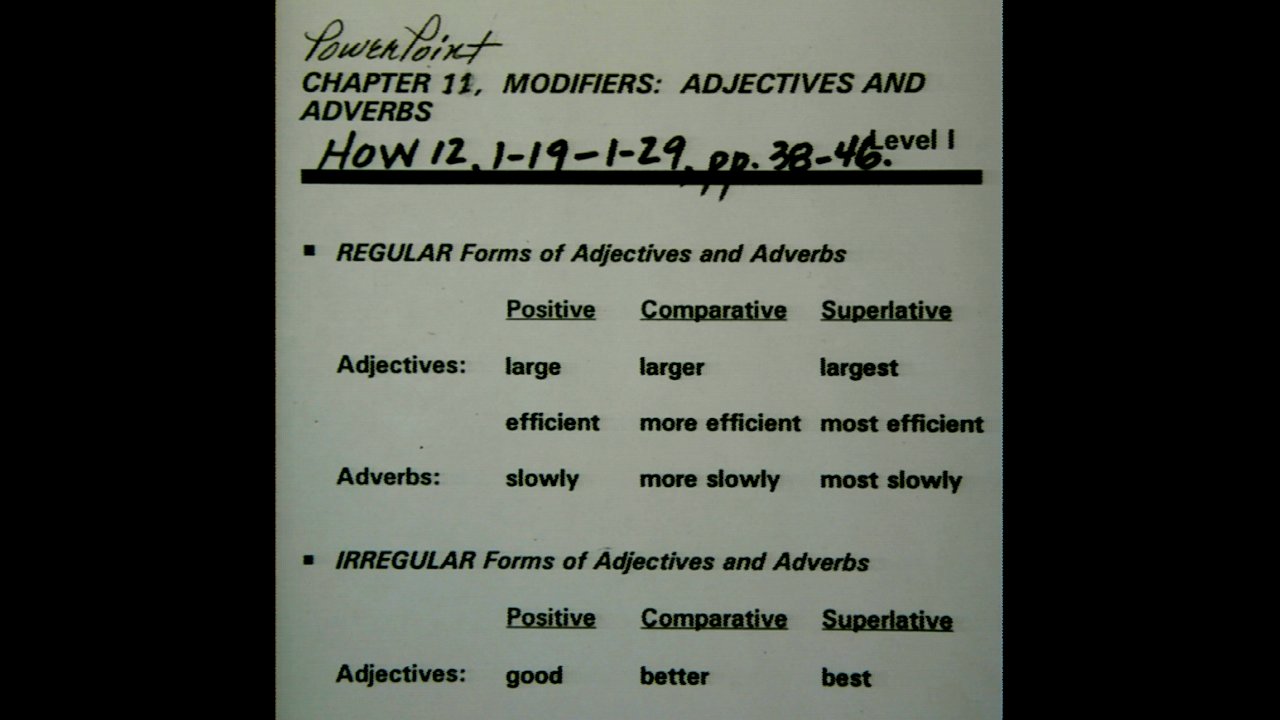 PowerPoint
CHAPTER 11, MODIFIERS: ADJECTIVES AND
ADVERBS
HOW 12, 1-19-1-29, pp. 38-46. Level I
▪ REGULAR Forms of Adjectives and Adverbs
Positive Comparative Superlative
Adjectives: large larger largest
efficient more efficient most efficient
Adverbs: slowly more slowly most slowly
▪ IRREGULAR Forms of Adjectives and Adverbs
Positive Comparative Superlative
Adjectives: good better best